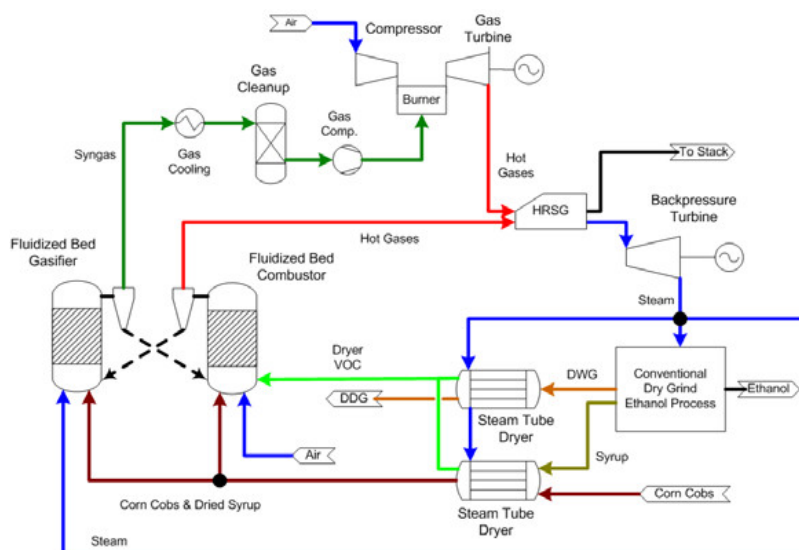 Air
Compressor
Gas
Turbine
Gas
Cleanup
Burner
Gas
Comp.
Syngas
Gas
Cooling
Hot
Gases
To Stack
HRSG
Backpressure
Turbine
Hot Gases
Fluidized Bed
Gasifier
Fluidized Bed
Combustor
Steam
Dryer
VOC
DWG
Conventional
Dry Grind
Ethanol Process
Ethanol
DDG
Steam Tube
Dryer
Syrup
Air
Corn Cobs
Corn Cobs & Dried Syrup
Steam Tube
Dryer
Steam